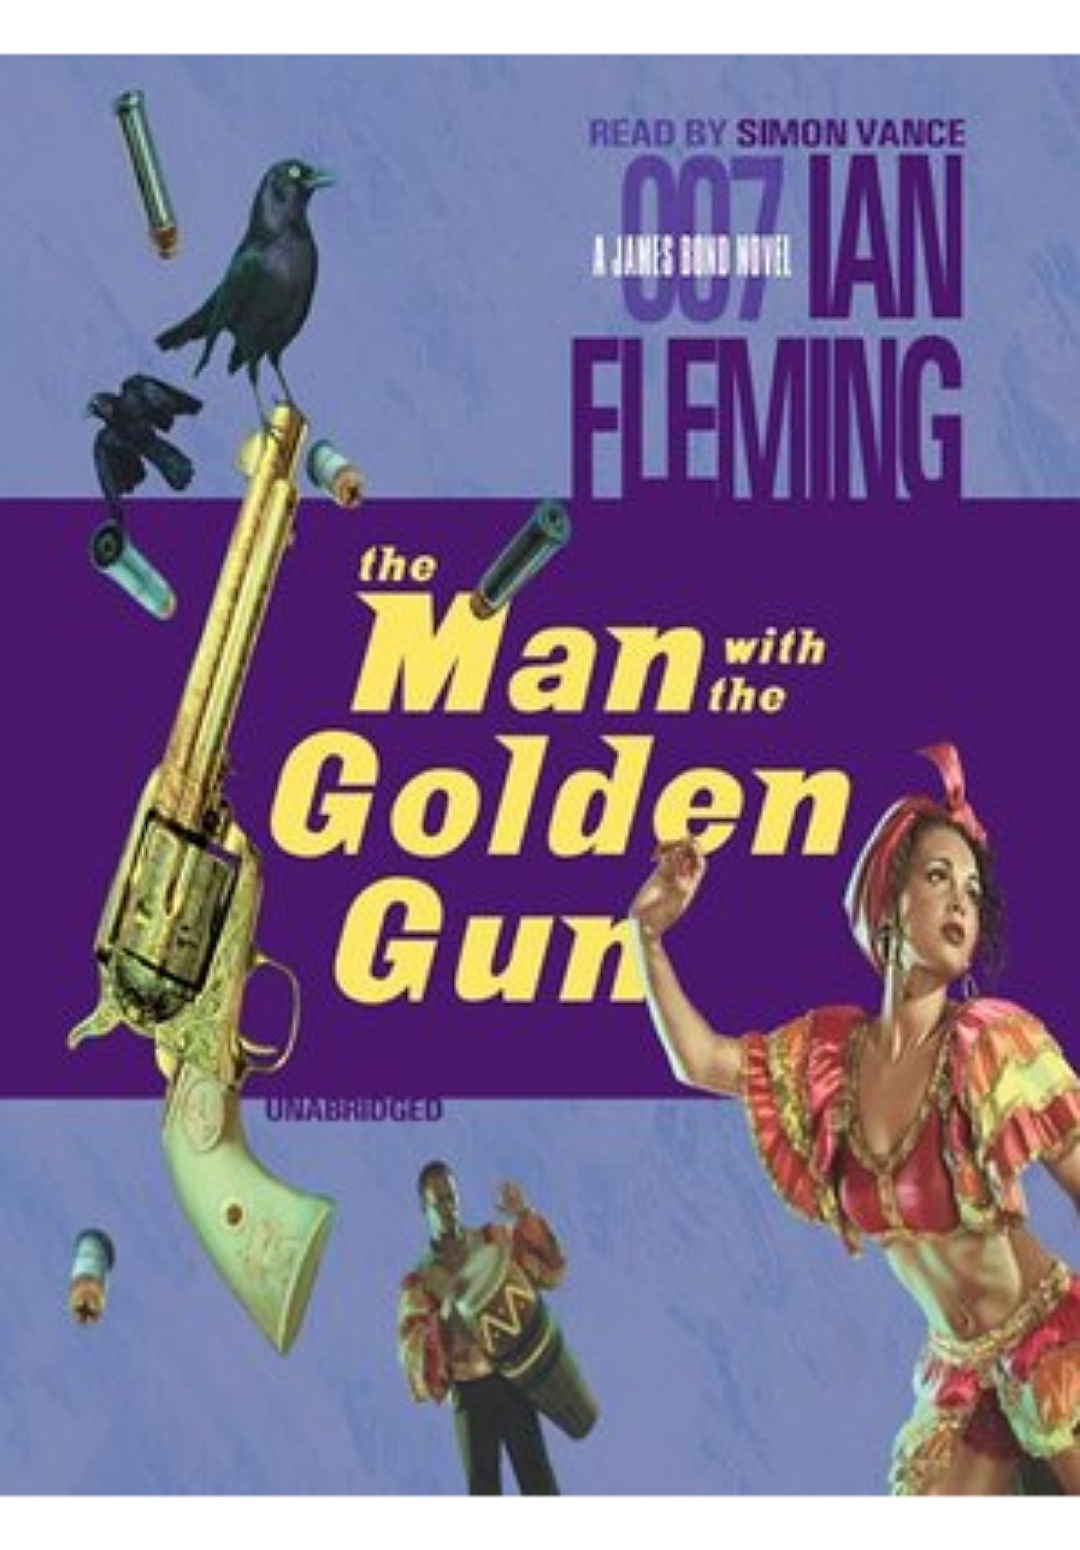 READ BY SIMON VANCE
007 IAN
A JAMES BOND NOVEL
FLEMING
the
Man with
the
Golden
Gun
UNABRIDGED